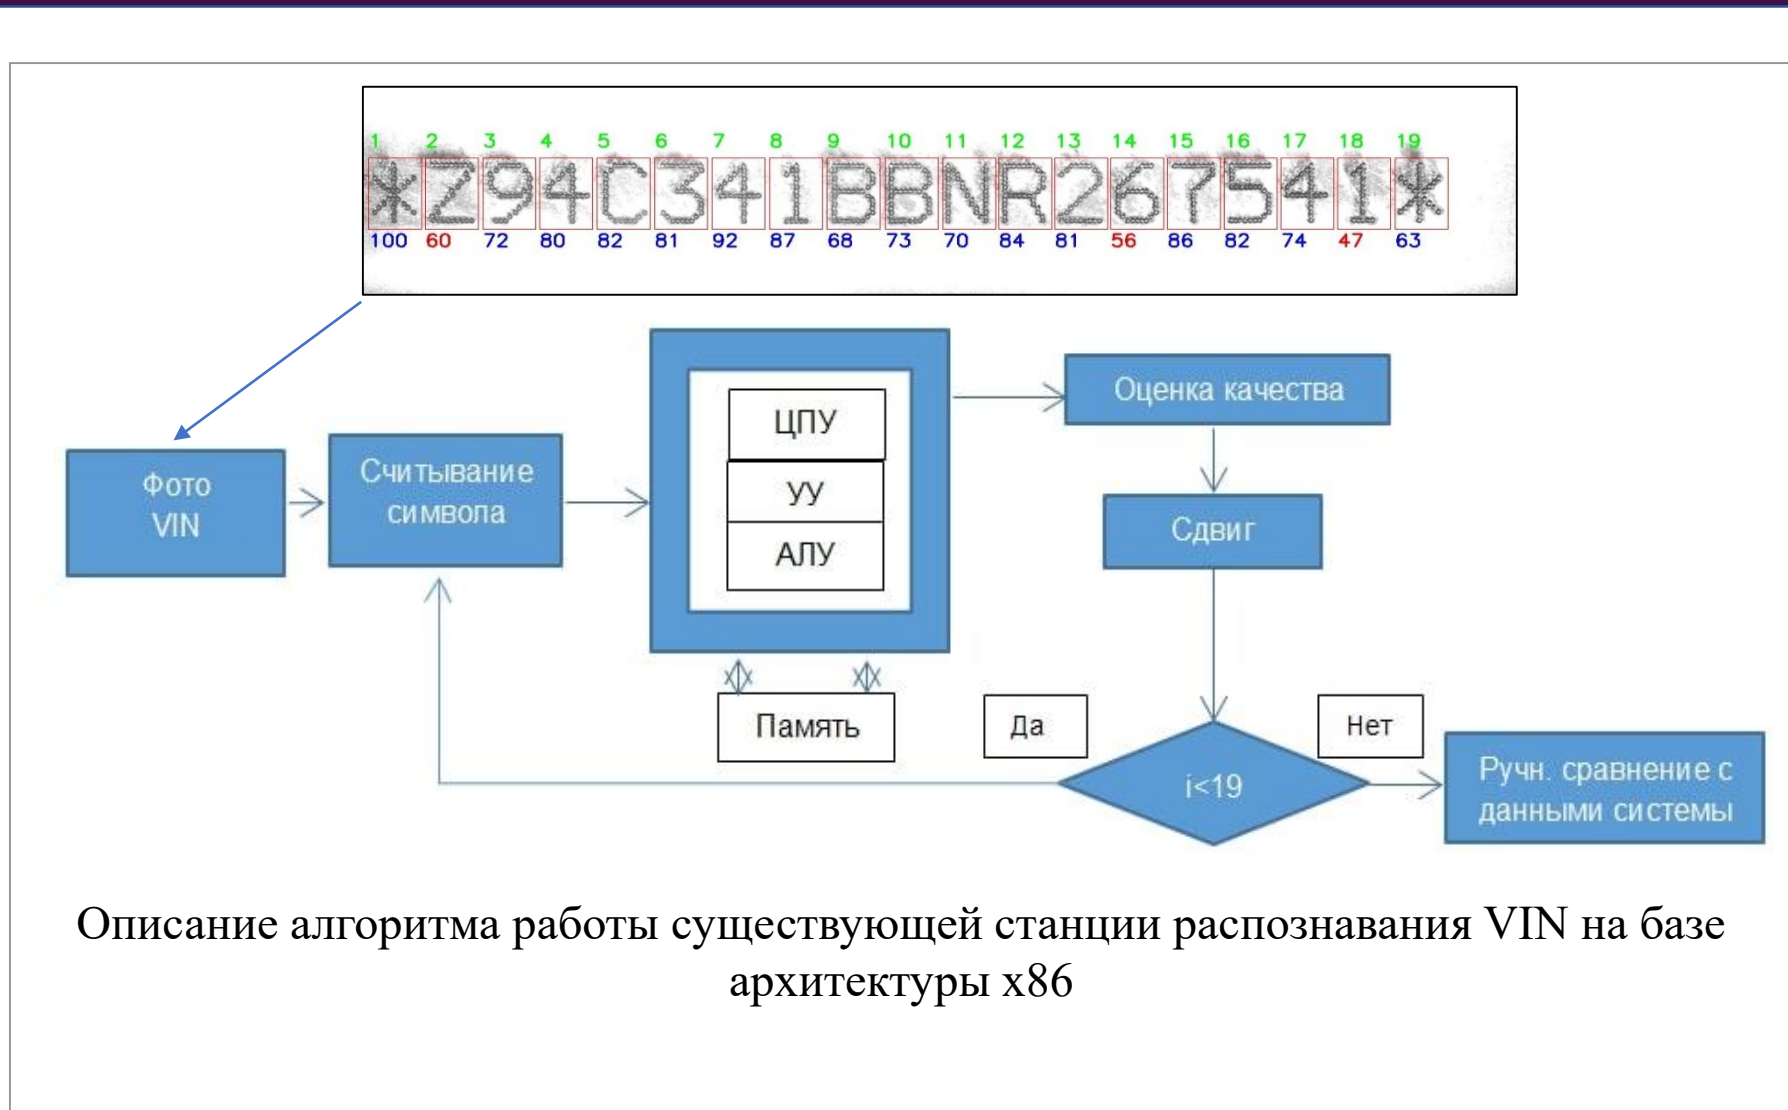 1 2 3 4 5 6 7 8 9 10 11 12 13 14 15 16 17 18 19
*Z94C341BBNR267541*
100 60 72 80 82 81 92 87 68 73 70 84 81 56 86 82 74 47 63
Фото
VIN
Считывание
символа
ЦПУ
УУ
АЛУ
Память
Оценка качества
Сдвиг
Да
i<19
Нет
Ручн. сравнение с
данными системы
Описание алгоритма работы существующей станции распознавания VIN на базе
архитектуры x86